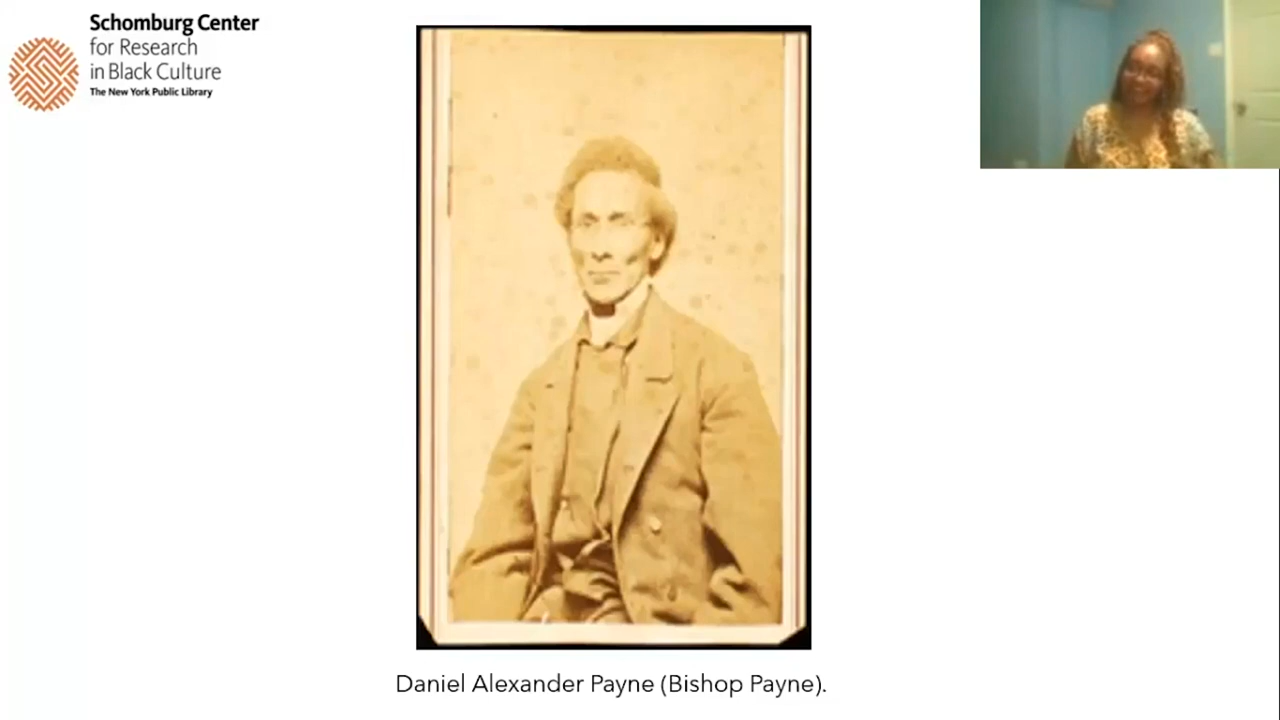 Schomburg Center
for Research
in Black Culture
The New York Public Library
Daniel Alexander Payne (Bishop Payne).